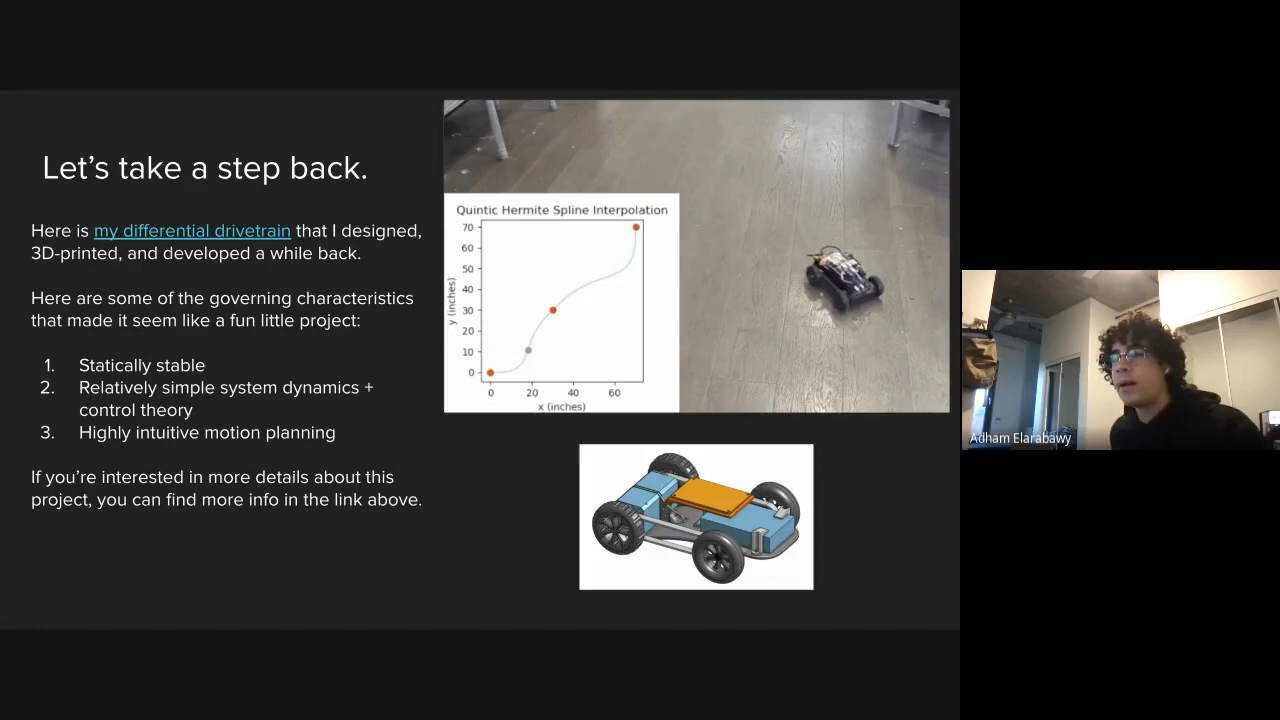 Let's take a step back.
Here is my differential drivetrain that I designed,
3D-printed, and developed a while back.
Here are some of the governing characteristics
that made it seem like a fun little project:
1. Statically stable
2. Relatively simple system dynamics +
control theory
3. Highly intuitive motion planning
If you're interested in more details about this
project, you can find more info in the link above.
Quintic Hermite Spline Interpolation
y (inches)
70
60
50
40
30
20
10
0
0 20 40 60
x (inches)
Adham Elarabawy